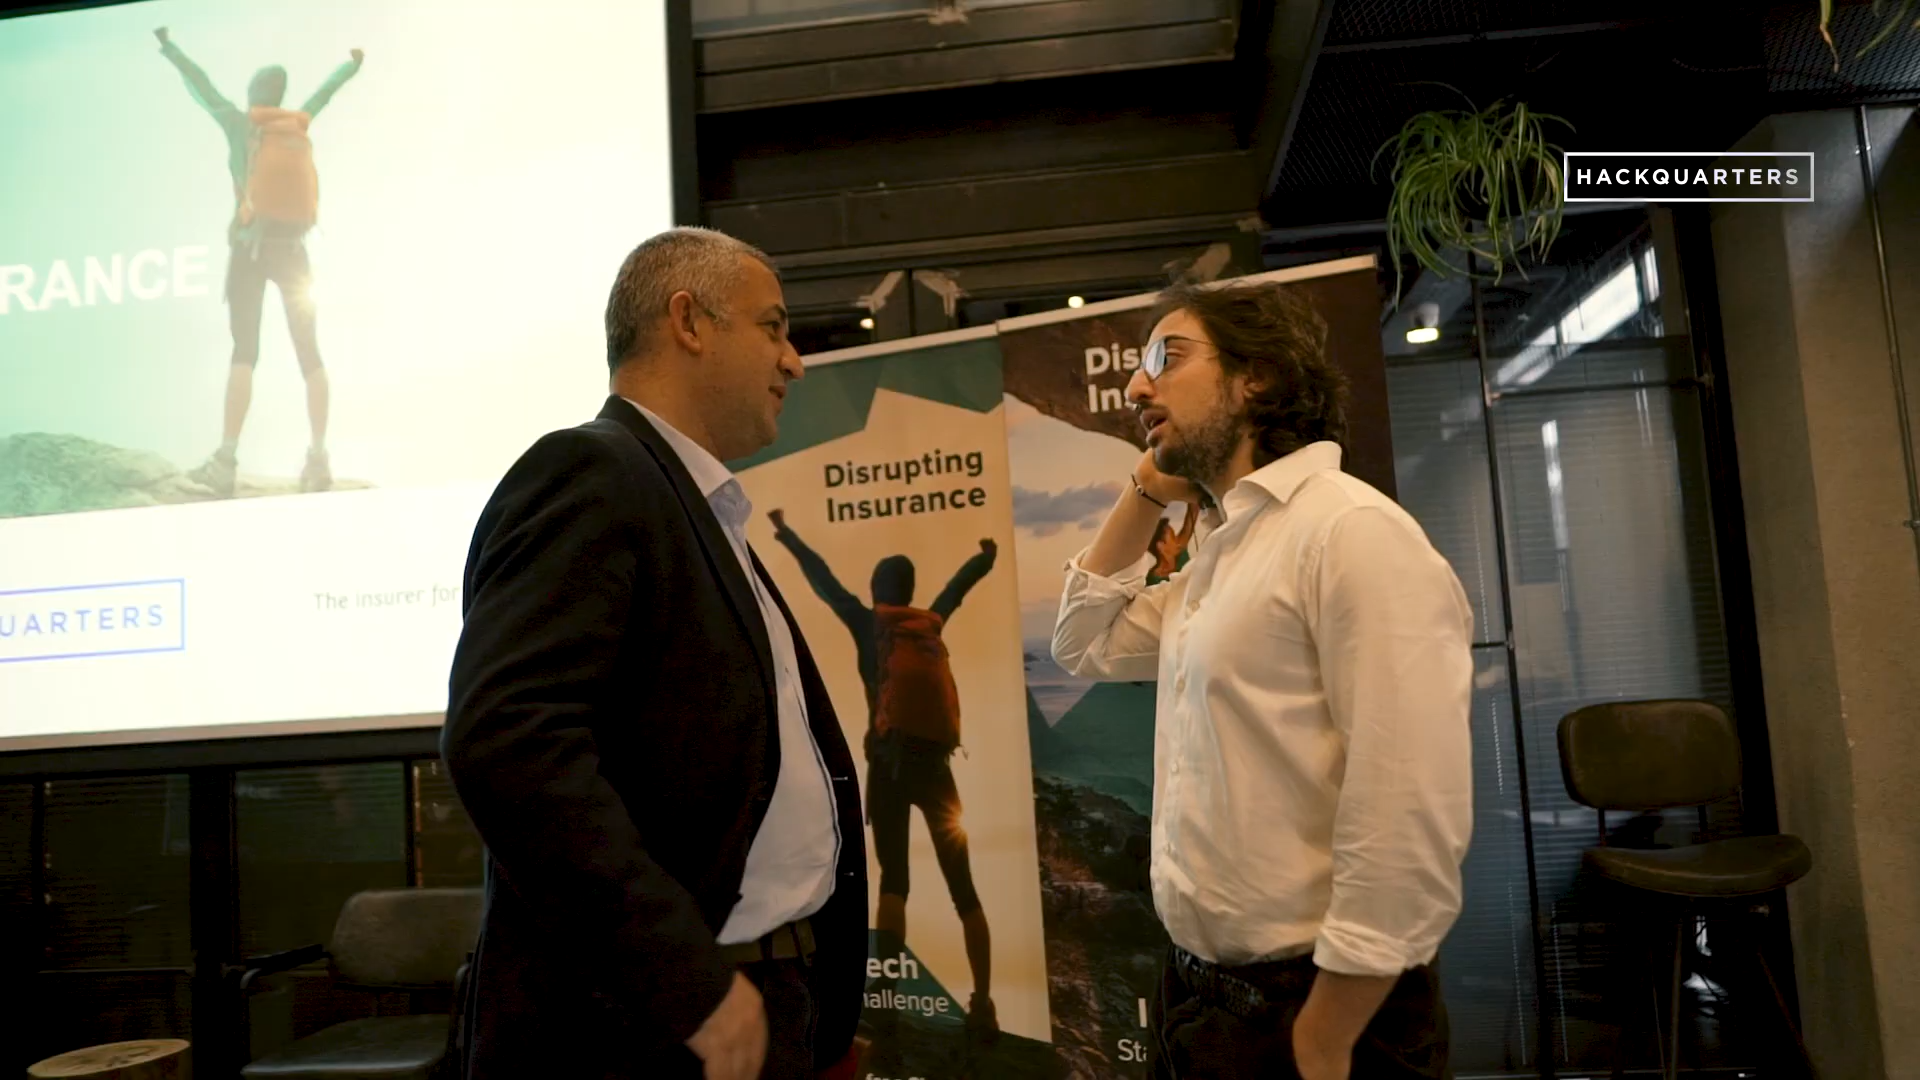 HACKQUARTERS
RANCE
UARTERS
The insurer for
Disrupting
Insurance
Dis
Ins
ech
hallenge
Sta